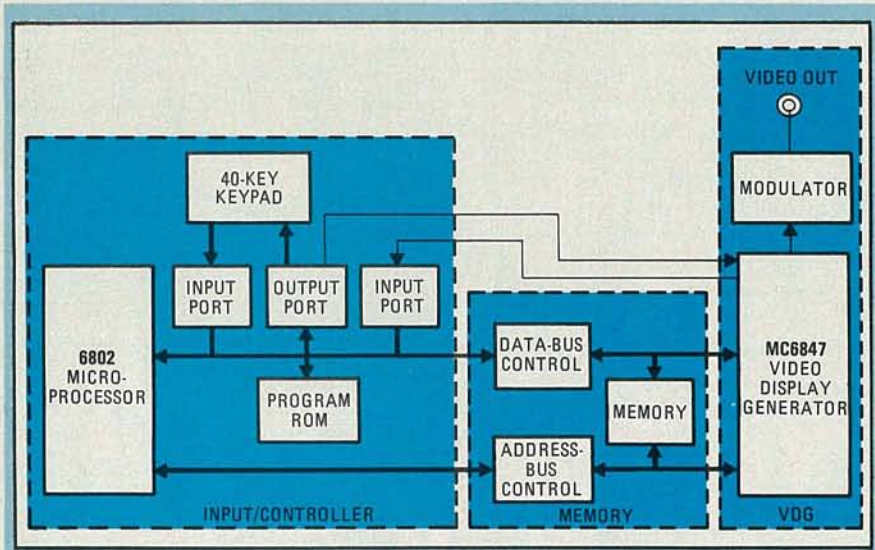 VIDEO OUT
MODULATOR
40-KEY
KEYPAD
INPUT
PORT
OUTPUT
PORT
INPUT
PORT
6802
MICRO-
PROCESSOR
PROGRAM
ROM
DATA-BUS
CONTROL
MEMORY
ADDRESS-
BUS
CONTROL
MC6847
VIDEO
DISPLAY
GENERATOR
INPUT/CONTROLLER
MEMORY
VDG